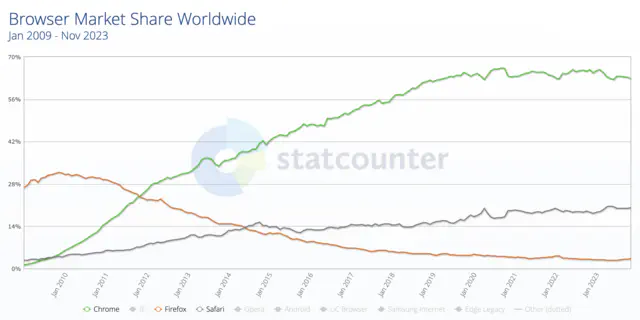 Browser Market Share Worldwide
Jan 2009 - Nov 2023
70%
56%
42%
28%
14%
0%
statcounter
Jan 2010
Jan 2011
Jan 2012
Jan 2013
Jan 2014
Jan 2015
Jan 2016
Jan 2017
Jan 2018
Jan 2019
Jan 2020
Jan 2021
Jan 2022
Jan 2023
Chrome IE Firefox Safari Opera Android UC Browser Samsung Internet Edge Legacy Other (dotted)